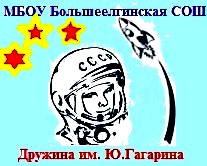 МБОУ Большеелгинская СОШ
СССР
Дружина им. Ю.Гагарина